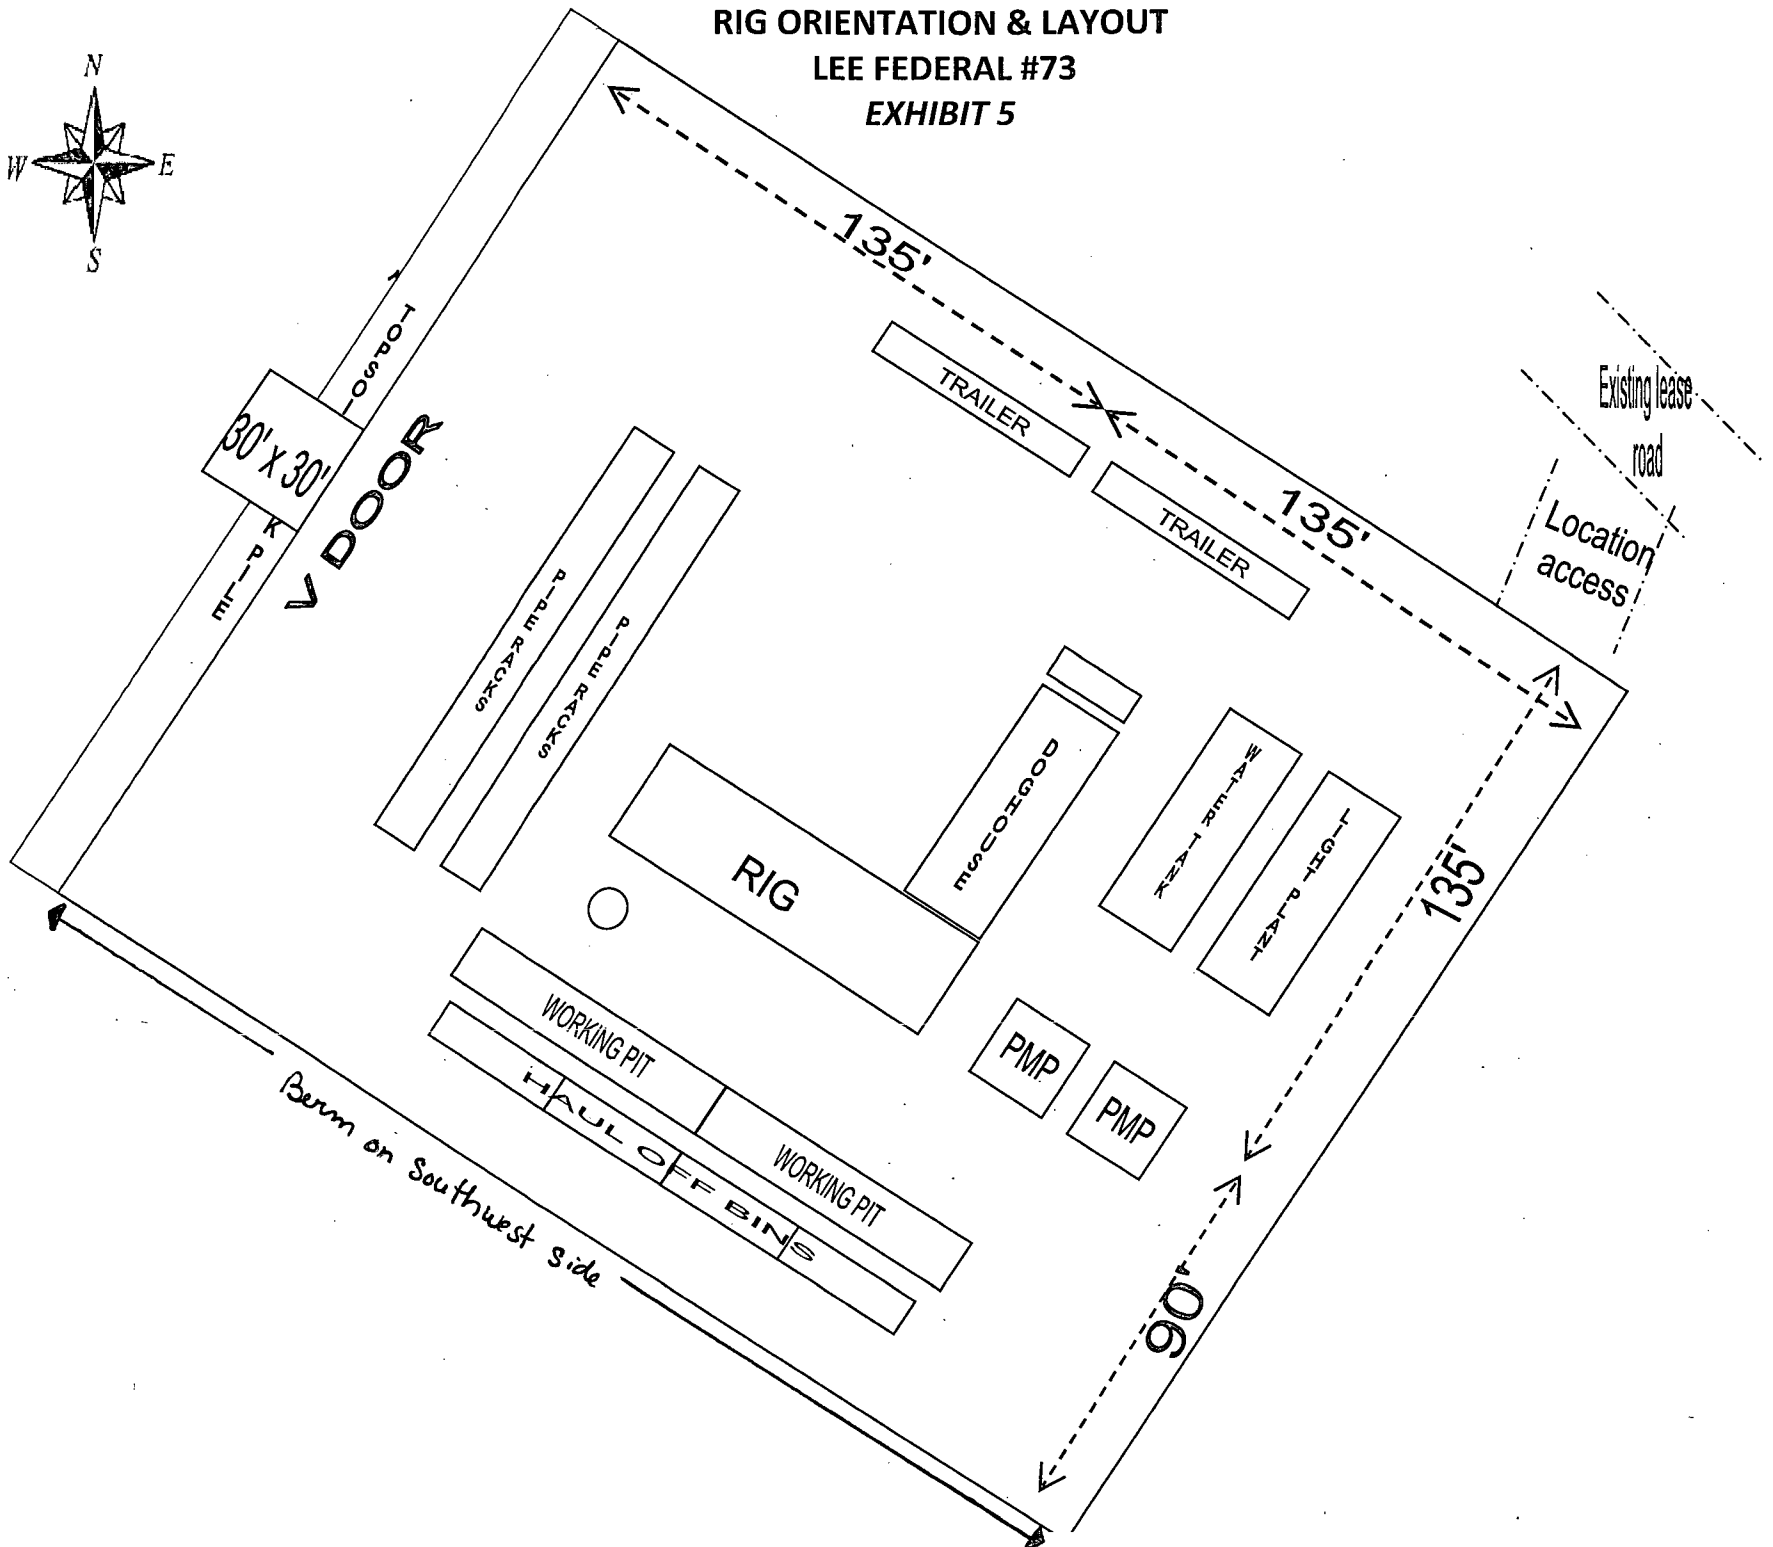 RIG ORIENTATION & LAYOUT
LEE FEDERAL #73
EXHIBIT 5
N
W E
S
135'
135'
TRAILER
TRAILER
Existing lease
road
Location
access
TOPSOI
30' x 30'
K PILE
V DOOR
PIPE RACKS
PIPE RACKS
DOGHOUSE
WATER TANK
LIGHT PLANT
135'
RIG
PMP
PMP
WORKING PIT
WORKING PIT
HAUL OFF BINS
90'
Berm on Southwest side